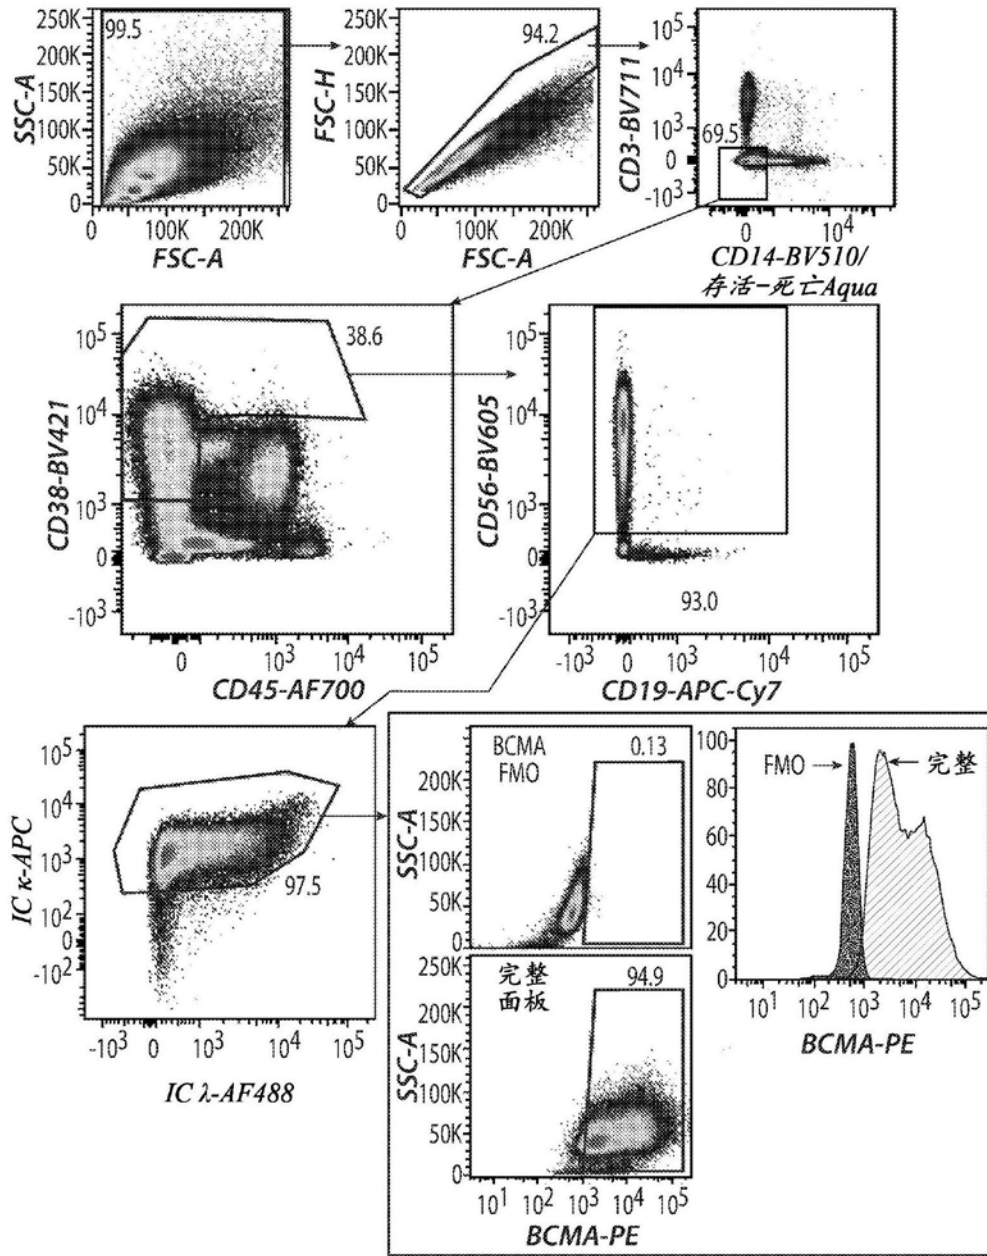 99.5
250K
200K
150K
100K
50K
0
SSC-A
0 100K 200K
FSC-A
94.2
250K
200K
150K
100K
50K
0
FSC-H
0 100K 200K
FSC-A
10⁵
10⁴
10³
0
-10³
CD3-BV711
69.5
0 10⁴
CD14-BV510/
存活-死亡Aqua
38.6
10⁵
10⁴
10³
0
-10³
CD38-BV421
0 10³ 10⁴ 10⁵
CD45-AF700
10⁵
10⁴
10³
0
-10³
CD56-BV605
93.0
-10³ 0 10³ 10⁴ 10⁵
CD19-APC-Cy7
10⁵
10⁴
10³
10²
0
-10²
IC κ-APC
97.5
-10³ 0 10³ 10⁴ 10⁵
IC λ-AF488
BCMA
FMO
0.13
200K
150K
100K
50K
0
SSC-A
完整
面板
94.9
250K
200K
150K
100K
50K
0
SSC-A
10¹ 10² 10³ 10⁴ 10⁵
BCMA-PE
100
80
60
40
20
0
FMO
完整
10¹ 10² 10³ 10⁴ 10⁵
BCMA-PE